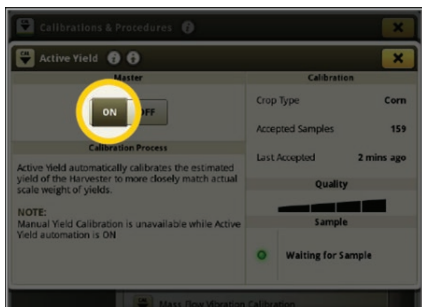 Calibrations & Procedures
Active Yield
Master
ON
OFF
Calibration Process
Active Yield automatically calibrates the estimated
yield of the Harvester to more closely match actual
scale weight of yields.
NOTE:
Manual Yield Calibration is unavailable while Active
Yield automation is ON
Calibration
Crop Type Corn
Accepted Samples 159
Last Accepted 2 mins ago
Quality
Sample
Waiting for Sample
Mass Flow Vibration Calibration